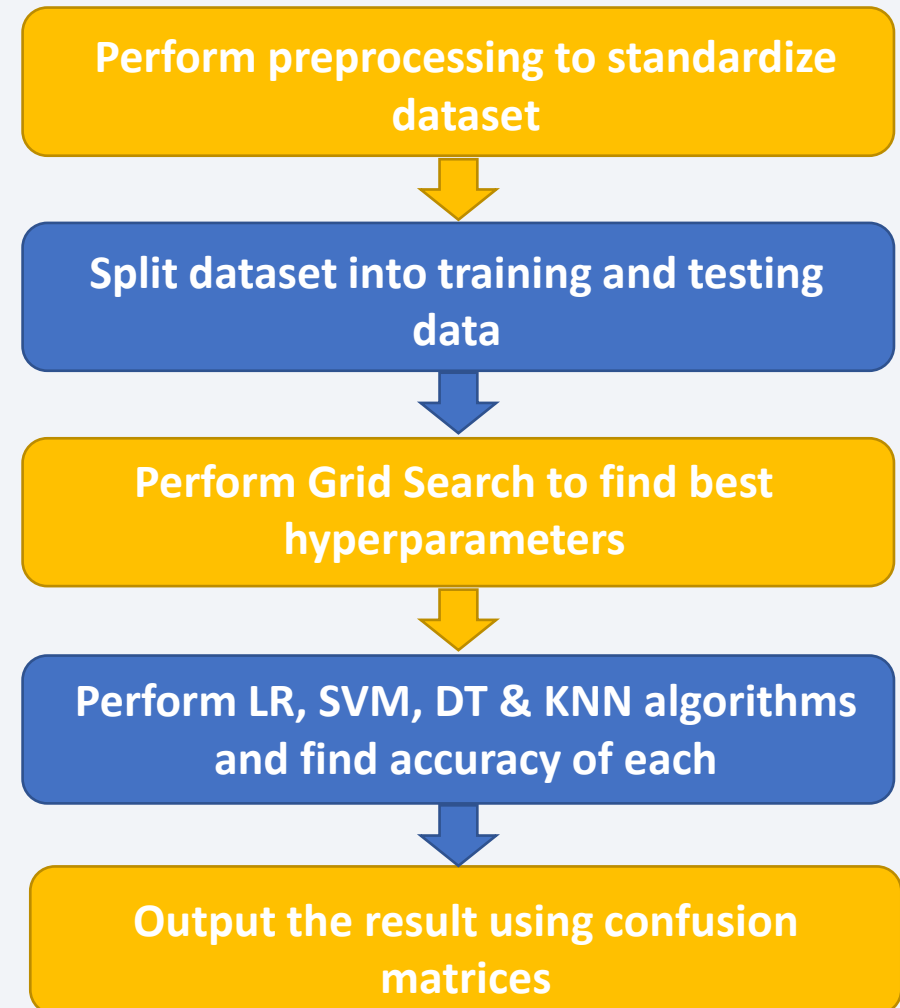 Perform preprocessing to standardize
dataset
Split dataset into training and testing
data
Perform Grid Search to find best
hyperparameters
Perform LR, SVM, DT & KNN algorithms
and find accuracy of each
Output the result using confusion
matrices